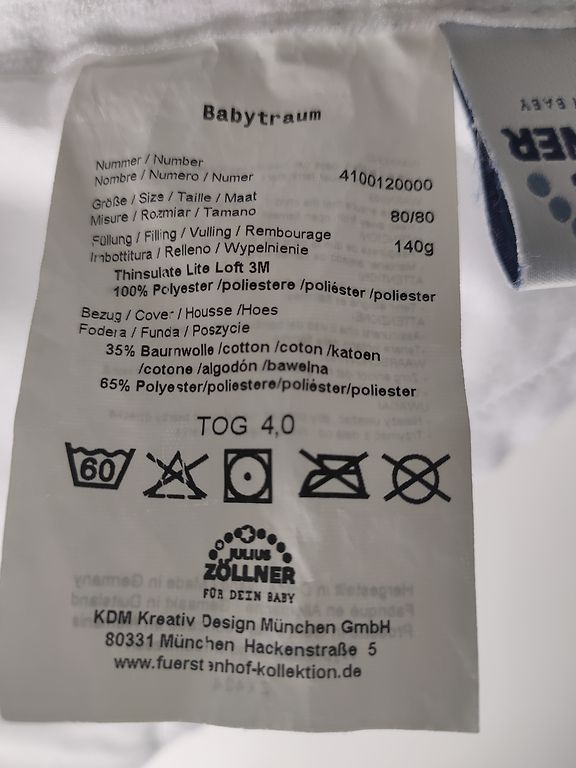 Babytraum
Nummer / Number
Nombre / Numero / Numer 4100120000
Größe / Size / Taille / Maat
Misure / Rozmiar / Tamano 80/80
Füllung / Filling / Vulling / Rembourage
Imbottitura / Relleno / Wypelnienie 140g
Thinsulate Lite Loft 3M
100% Polyester /poliestere /poliéster /poliester
Bezug / Cover / Housse /Hoes
Fodera / Funda / Poszycie
35% Baumwolle /cotton /coton /katoen
/cotone /algodón /bawelna
65% Polyester/poliestere/poliéster/poliester
TOG 4,0
60
JULIUS
ZÖLLNER
FÜR DEIN BABY
KDM Kreativ Design München GmbH
80331 München Hackenstraße 5
www.fuerstenhof-kollektion.de
NER
BABY